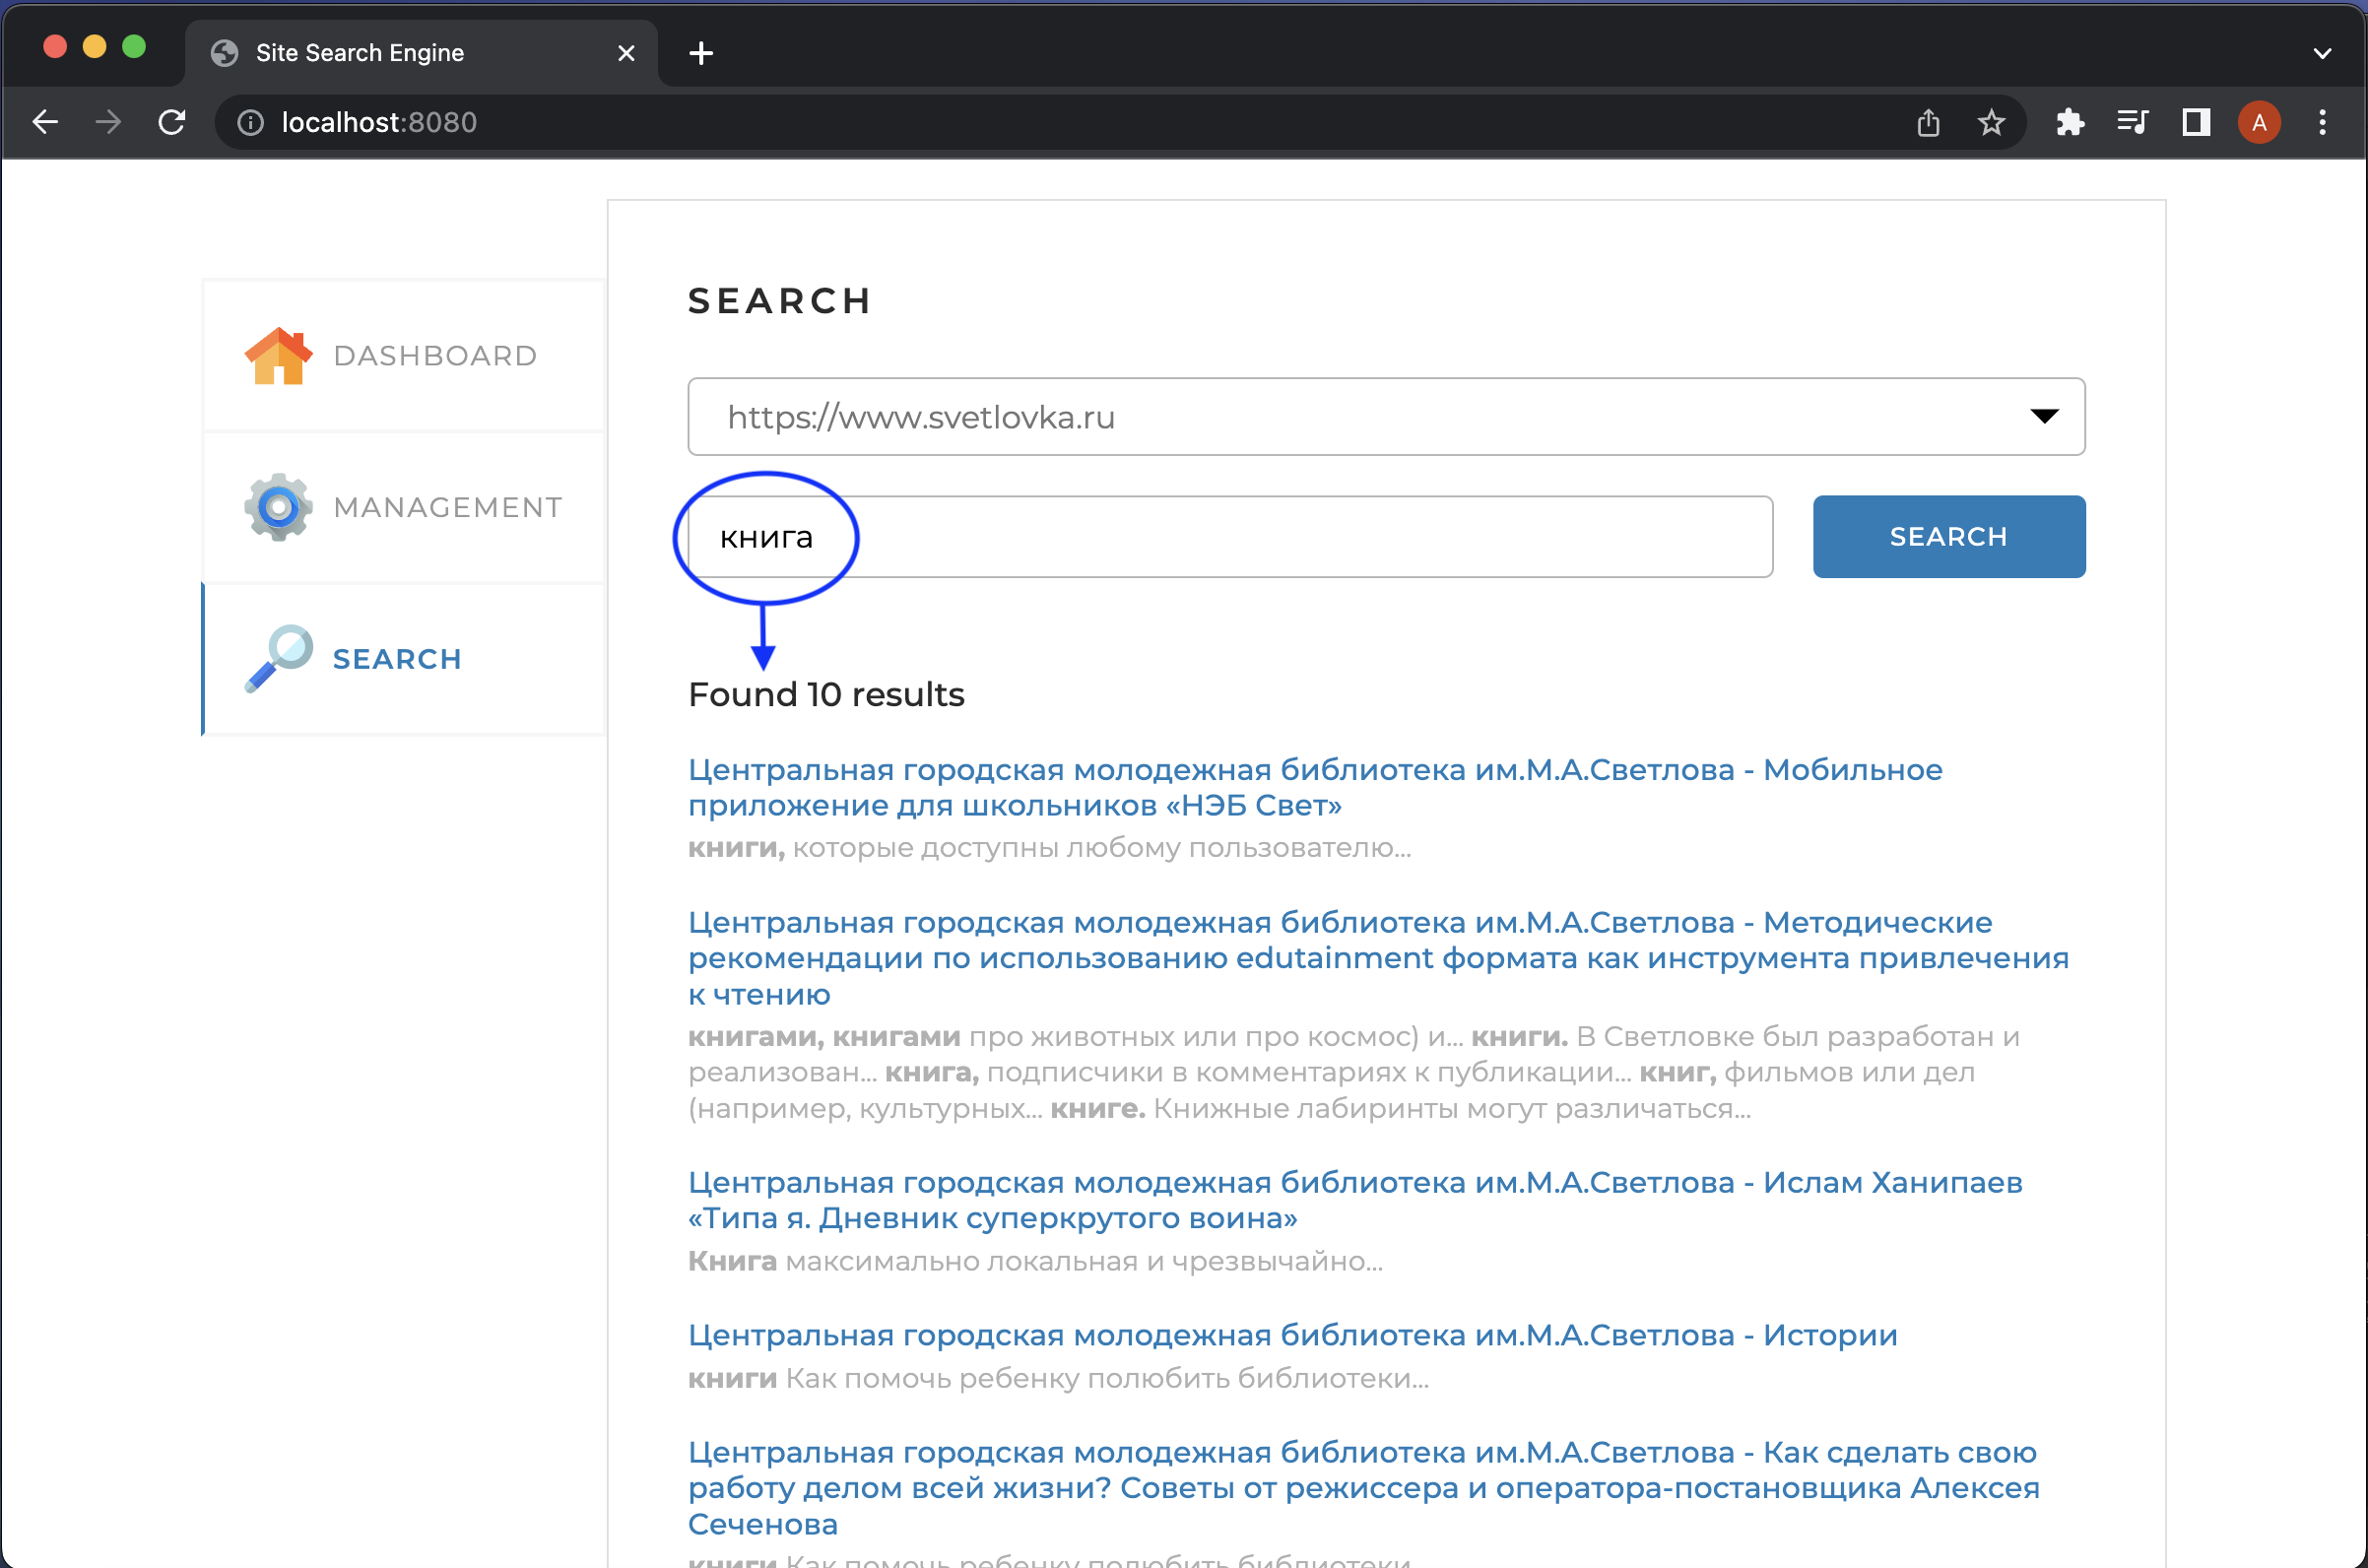 Site Search Engine
localhost:8080
A
SEARCH
DASHBOARD
https://www.svetlovka.ru
MANAGEMENT
книга
SEARCH
SEARCH
Found 10 results
Центральная городская молодежная библиотека им.М.А.Светлова - Мобильное
приложение для школьников «НЭБ Свет»
книги, которые доступны любому пользователю...
Центральная городская молодежная библиотека им.М.А.Светлова - Методические
рекомендации по использованию edutainment формата как инструмента привлечения
к чтению
книгами, книгами про животных или про космос) и... книги. В Светловке был разработан и
реализован... книга, подписчики в комментариях к публикации... книг, фильмов или дел
(например, культурных... книге. Книжные лабиринты могут различаться...
Центральная городская молодежная библиотека им.М.А.Светлова - Ислам Ханипаев
«Типа я. Дневник суперкрутого воина»
Книга максимально локальная и чрезвычайно...
Центральная городская молодежная библиотека им.М.А.Светлова - Истории
книги Как помочь ребенку полюбить библиотеки...
Центральная городская молодежная библиотека им.М.А.Светлова - Как сделать свою
работу делом всей жизни? Советы от режиссера и оператора-постановщика Алексея
Сеченова
книги Как помочь ребенку полюбить библиотеки...